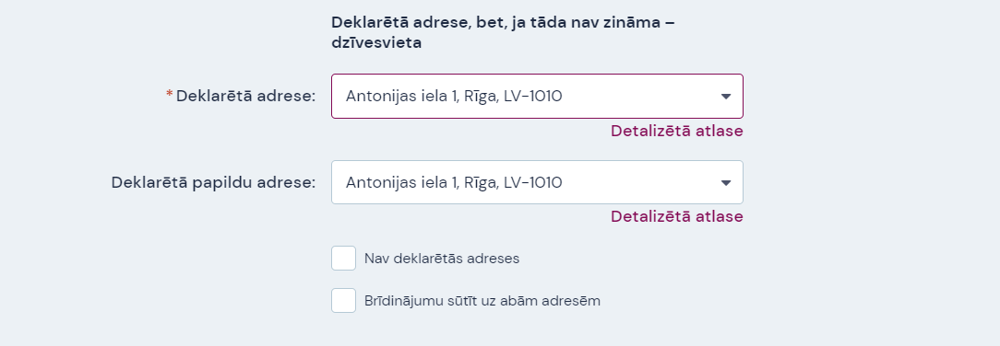 Deklarētā adrese, bet, ja tāda nav zināma –
dzīvesvieta
* Deklarētā adrese: Antonijas iela 1, Rīga, LV-1010
Detalizētā atlase
Deklarētā papildu adrese: Antonijas iela 1, Rīga, LV-1010
Detalizētā atlase
Nav deklarētās adreses
Brīdinājumu sūtīt uz abām adresēm